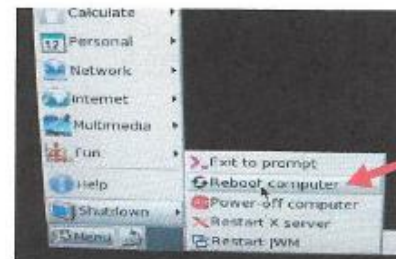 Calculate
Personal
Network
Internet
Multimedia
Fun
Help
Shutdown
Menu
Exit to prompt
Reboot computer
Power-off computer
Restart X server
Restart JWM